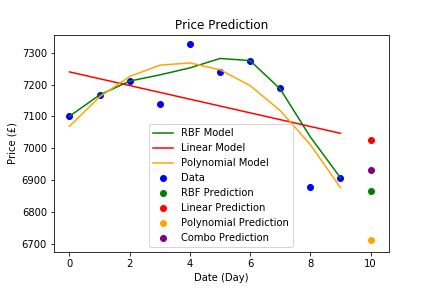 Price Prediction
7300
7200
7100
7000
6900
6800
6700
Price (£)
RBF Model
Linear Model
Polynomial Model
Data
RBF Prediction
Linear Prediction
Polynomial Prediction
Combo Prediction
0 2 4 6 8 10
Date (Day)